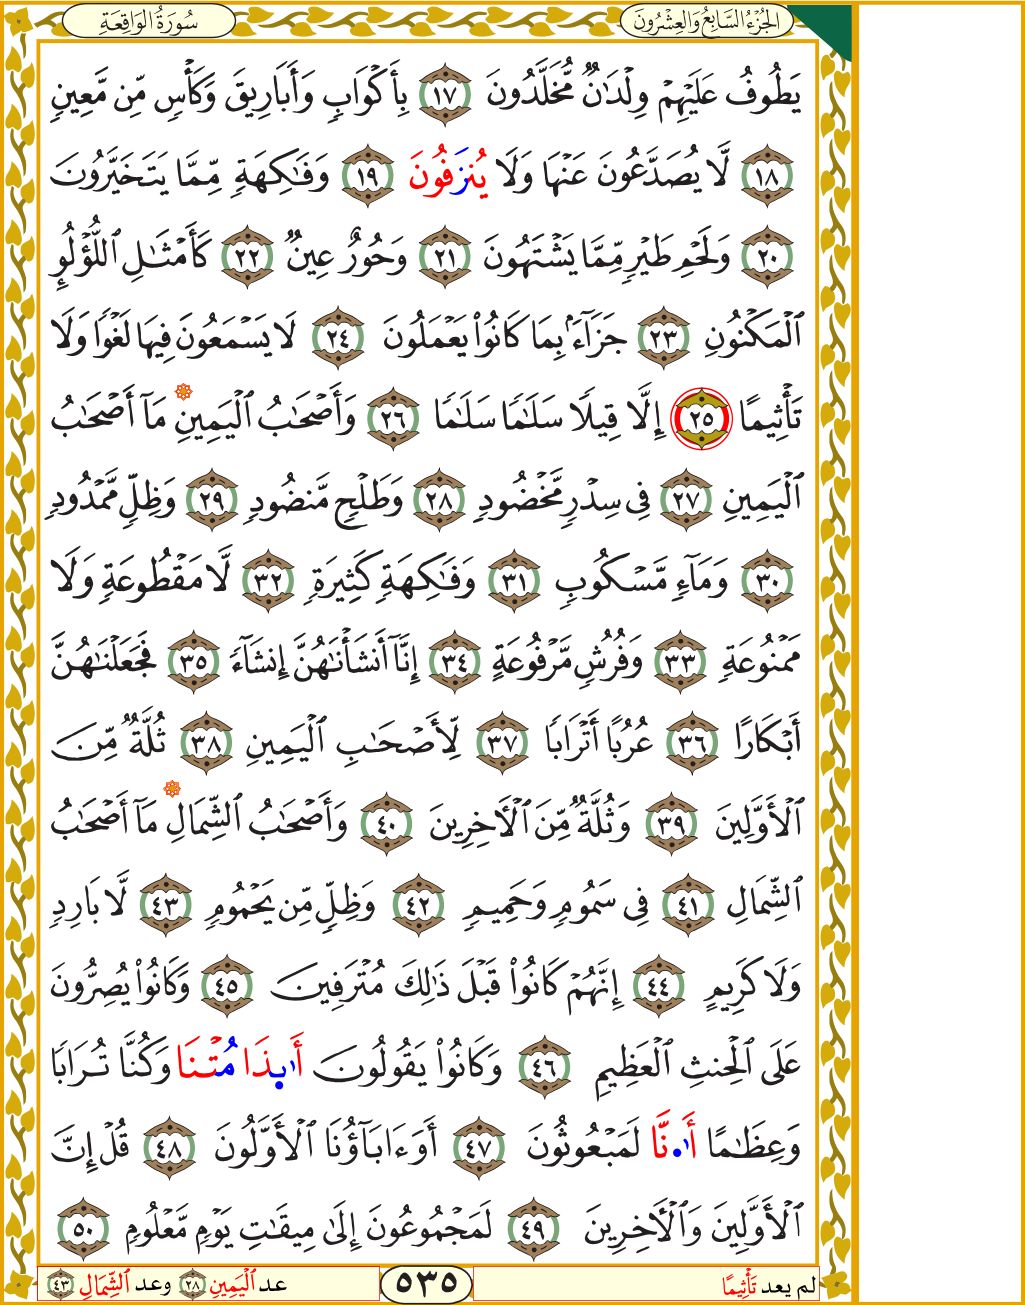 سُورَةُ الوَاقِعَةِ
الجُزْءُ السَّابِعُ وَالعِشْرُونَ
يَطُوفُ عَلَيْهِمْ وِلْدَٰنٌ مُّخَلَّدُونَ ١٧ بِأَكْوَابٍ وَأَبَارِيقَ وَكَأْسٍ مِّن مَّعِينٍ
١٨ لَّا يُصَدَّعُونَ عَنْهَا وَلَا يُنزَفُونَ ١٩ وَفَٰكِهَةٍ مِّمَّا يَتَخَيَّرُونَ
٢٠ وَلَحْمِ طَيْرٍ مِّمَّا يَشْتَهُونَ ٢١ وَحُورٌ عِينٌ ٢٢ كَأَمْثَٰلِ ٱللُّؤْلُوِٕ
ٱلْمَكْنُونِ ٢٣ جَزَآءًۢ بِمَا كَانُواْ يَعْمَلُونَ ٢٤ لَا يَسْمَعُونَ فِيهَا لَغْوًا وَلَا
تَأْثِيمًا ٢٥ إِلَّا قِيلًا سَلَٰمًا سَلَٰمًا ٢٦ وَأَصْحَٰبُ ٱلْيَمِينِ مَآ أَصْحَٰبُ
ٱلْيَمِينِ ٢٧ فِى سِدْرٍ مَّخْضُودٍ ٢٨ وَطَلْحٍ مَّنضُودٍ ٢٩ وَظِلٍّ مَّمْدُودٍ
٣٠ وَمَآءٍ مَّسْكُوبٍ ٣١ وَفَٰكِهَةٍ كَثِيرَةٍ ٣٢ لَّا مَقْطُوعَةٍ وَلَا
مَمْنُوعَةٍ ٣٣ وَفُرُشٍ مَّرْفُوعَةٍ ٣٤ إِنَّآ أَنشَأْنَٰهُنَّ إِنشَآءً ٣٥ فَجَعَلْنَٰهُنَّ
أَبْكَارًا ٣٦ عُرُبًا أَتْرَابًا ٣٧ لِّأَصْحَٰبِ ٱلْيَمِينِ ٣٨ ثُلَّةٌ مِّنَ
ٱلْأَوَّلِينَ ٣٩ وَثُلَّةٌ مِّنَ ٱلْأَخِرِينَ ٤٠ وَأَصْحَٰبُ ٱلشِّمَالِ مَآ أَصْحَٰبُ
ٱلشِّمَالِ ٤١ فِى سَمُومٍ وَحَمِيمٍ ٤٢ وَظِلٍّ مِّن يَحْمُومٍ ٤٣ لَّا بَارِدٍ
وَلَا كَرِيمٍ ٤٤ إِنَّهُمْ كَانُواْ قَبْلَ ذَٰلِكَ مُتْرَفِينَ ٤٥ وَكَانُواْ يُصِرُّونَ
عَلَى ٱلْحِنثِ ٱلْعَظِيمِ ٤٦ وَكَانُواْ يَقُولُونَ أَىِٕذَا مُتْنَا وَكُنَّا تُرَابًا
وَعِظَٰمًا أَ۟نَّا لَمَبْعُوثُونَ ٤٧ أَوَءَابَآؤُنَا ٱلْأَوَّلُونَ ٤٨ قُلْ إِنَّ
ٱلْأَوَّلِينَ وَٱلْأَخِرِينَ ٤٩ لَمَجْمُوعُونَ إِلَىٰ مِيقَٰتِ يَوْمٍ مَّعْلُومٍ ٥٠
لم يعد تَأْثِيمًا
٥٣٥
عد ٱلْيَمِينِ ٢٨ وعد ٱلشِّمَالِ ٤٣